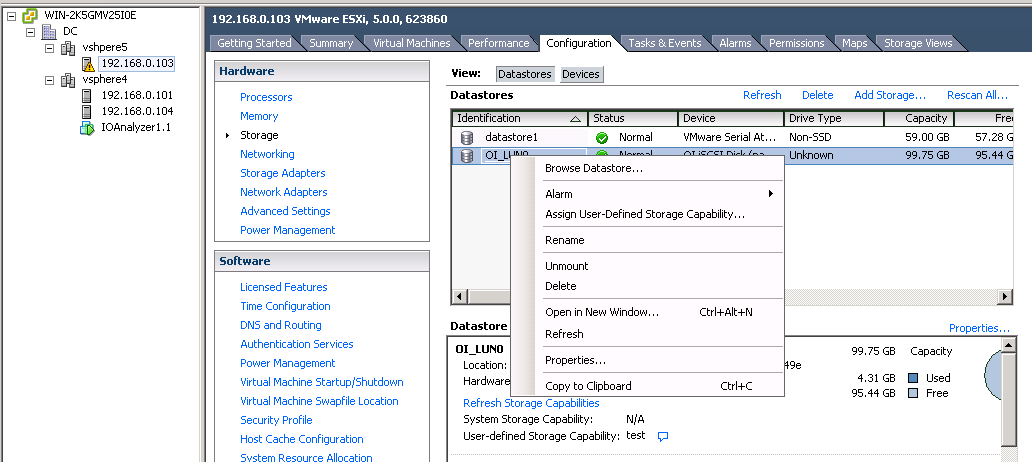 WIN-2K5GMV25I0E
DC
vshpere5
192.168.0.103
vsphere4
192.168.0.101
192.168.0.104
IOAnalyzer1.1
192.168.0.103 VMware ESXi, 5.0.0, 623860
Getting Started Summary Virtual Machines Performance Configuration Tasks & Events Alarms Permissions Maps Storage Views
Hardware
Processors
Memory
Storage
Networking
Storage Adapters
Network Adapters
Advanced Settings
Power Management
Software
Licensed Features
Time Configuration
DNS and Routing
Authentication Services
Power Management
Virtual Machine Startup/Shutdown
Virtual Machine Swapfile Location
Security Profile
Host Cache Configuration
System Resource Allocation
View: Datastores Devices
Datastores Refresh Delete Add Storage... Rescan All...
Identification Status Device Drive Type Capacity Free
datastore1 Normal VMware Serial At... Non-SSD 59.00 GB 57.28 G
OI_LUN0 Normal OI iSCSI Disk (na... Unknown 99.75 GB 95.44 G
Browse Datastore...
Alarm
Assign User-Defined Storage Capability...
Rename
Unmount
Delete
Open in New Window... Ctrl+Alt+N
Refresh
Properties...
Copy to Clipboard Ctrl+C
Datastore Properties...
OI_LUN0 99.75 GB Capacity
Location: 49e
Hardware 4.31 GB Used
95.44 GB Free
Refresh Storage Capabilities
System Storage Capability: N/A
User-defined Storage Capability: test